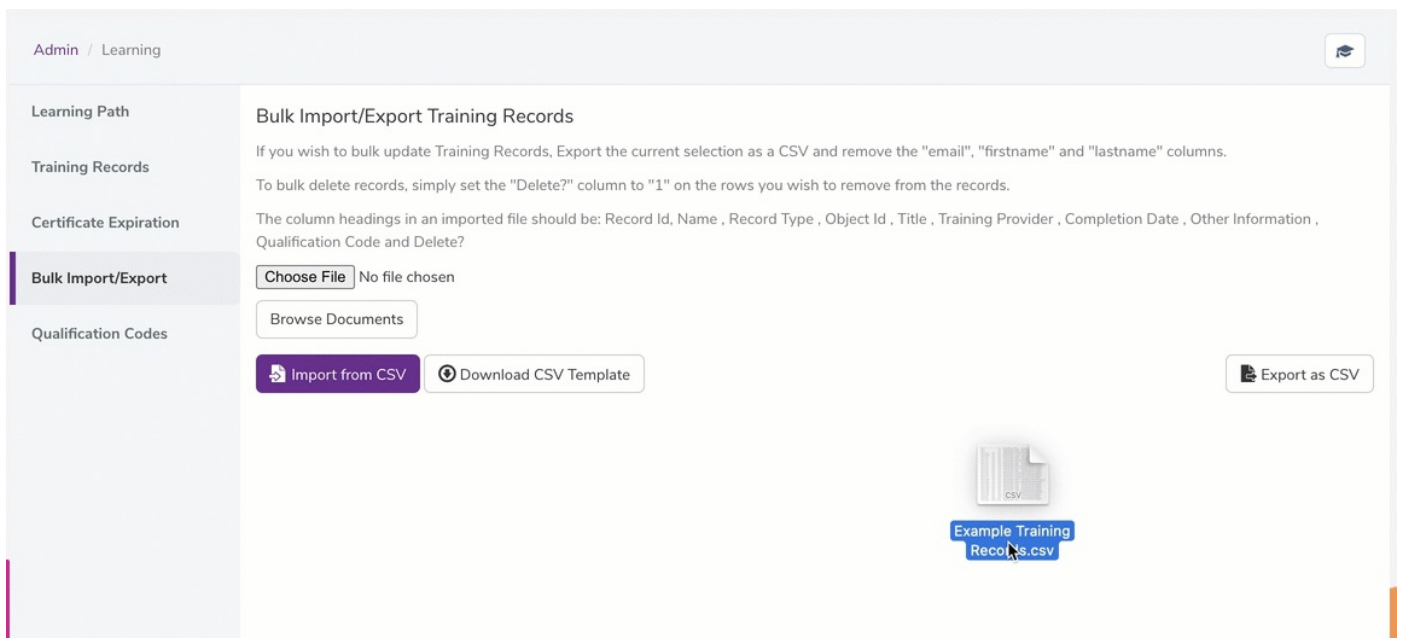 Admin / Learning
Learning Path
Training Records
Certificate Expiration
Bulk Import/Export
Qualification Codes
Bulk Import/Export Training Records
If you wish to bulk update Training Records, Export the current selection as a CSV and remove the "email", "firstname" and "lastname" columns.
To bulk delete records, simply set the "Delete?" column to "1" on the rows you wish to remove from the records.
The column headings in an imported file should be: Record Id, Name , Record Type , Object Id , Title , Training Provider , Completion Date , Other Information ,
Qualification Code and Delete?
Choose File No file chosen
Browse Documents
Import from CSV Download CSV Template Export as CSV
CSV
Example Training
Records.csv